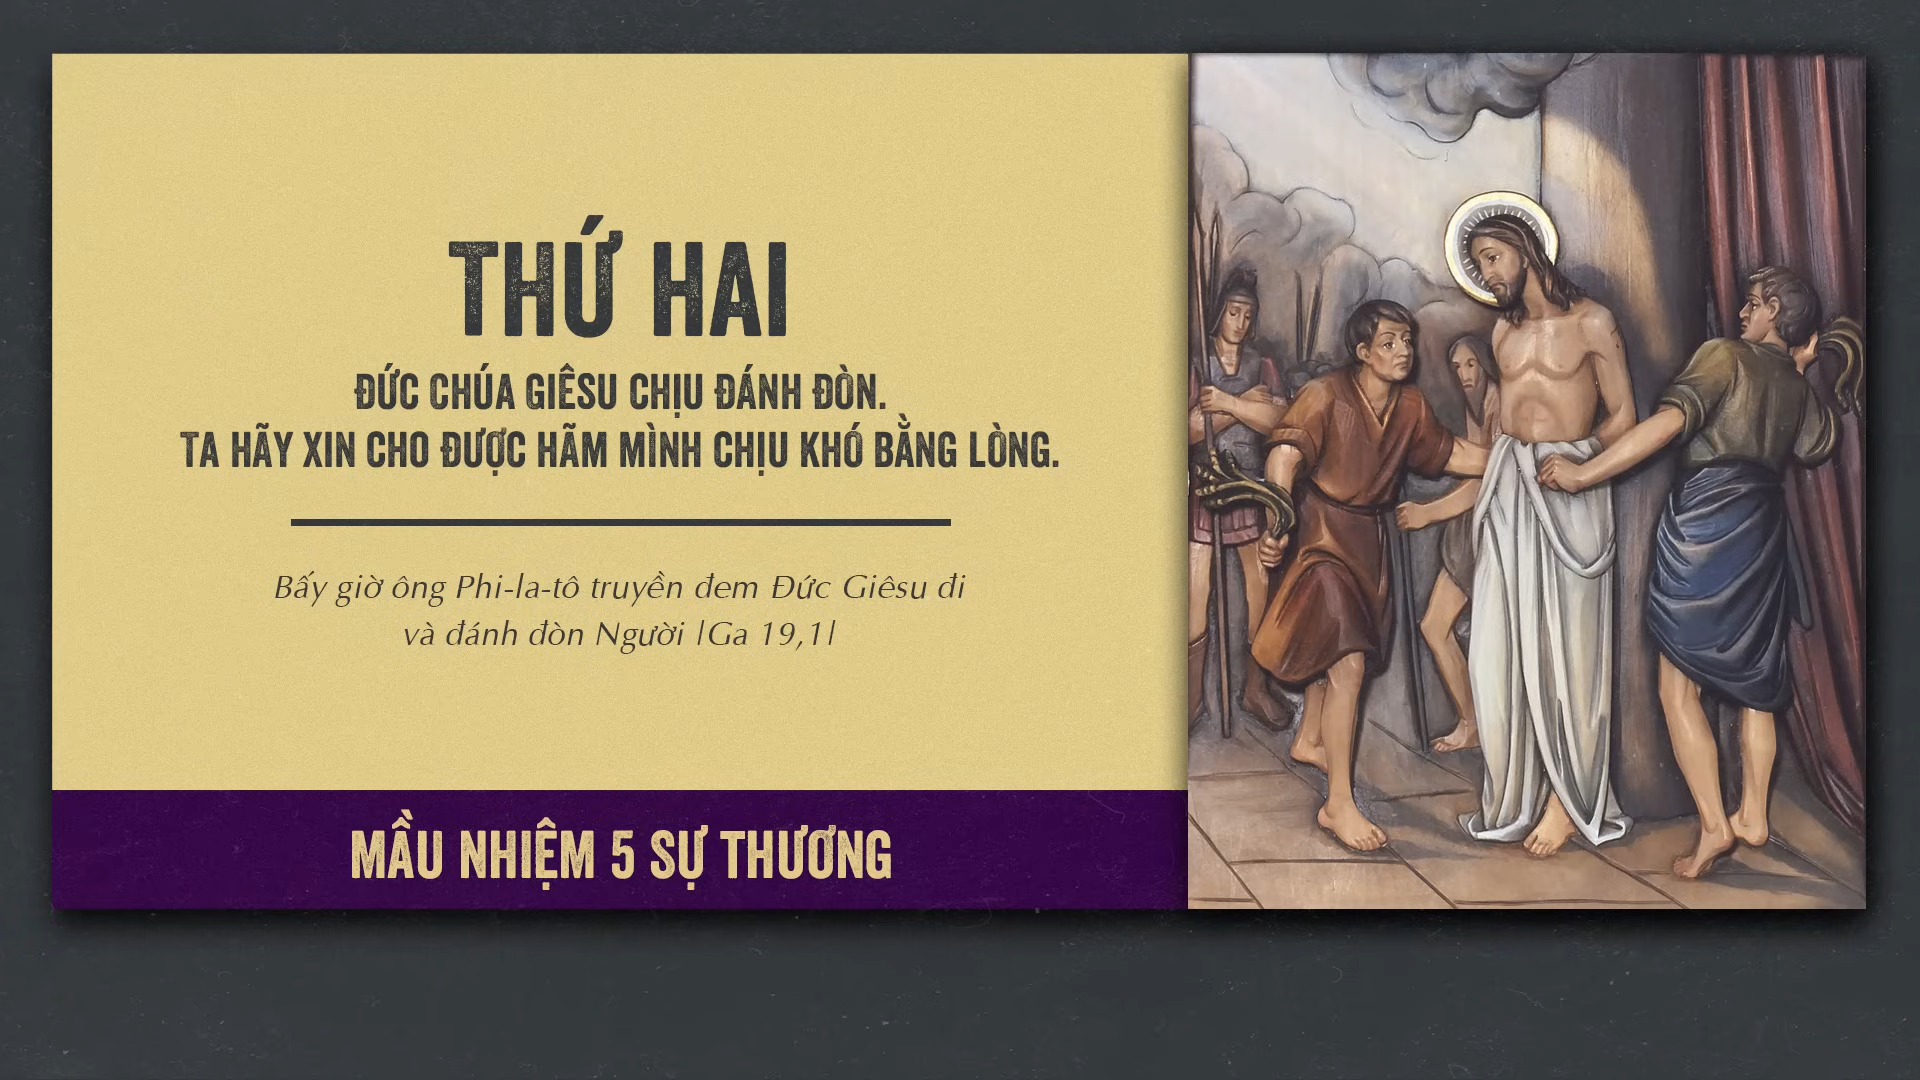 THỨ HAI
ĐỨC CHÚA GIÊSU CHỊU ĐÁNH ĐÒN.
TA HÃY XIN CHO ĐƯỢC HÃM MÌNH CHỊU KHÓ BẰNG LÒNG.
Bấy giờ ông Phi-la-tô truyền đem Đức Giêsu đi
và đánh đòn Người |Ga 19,1|
MẦU NHIỆM 5 SỰ THƯƠNG